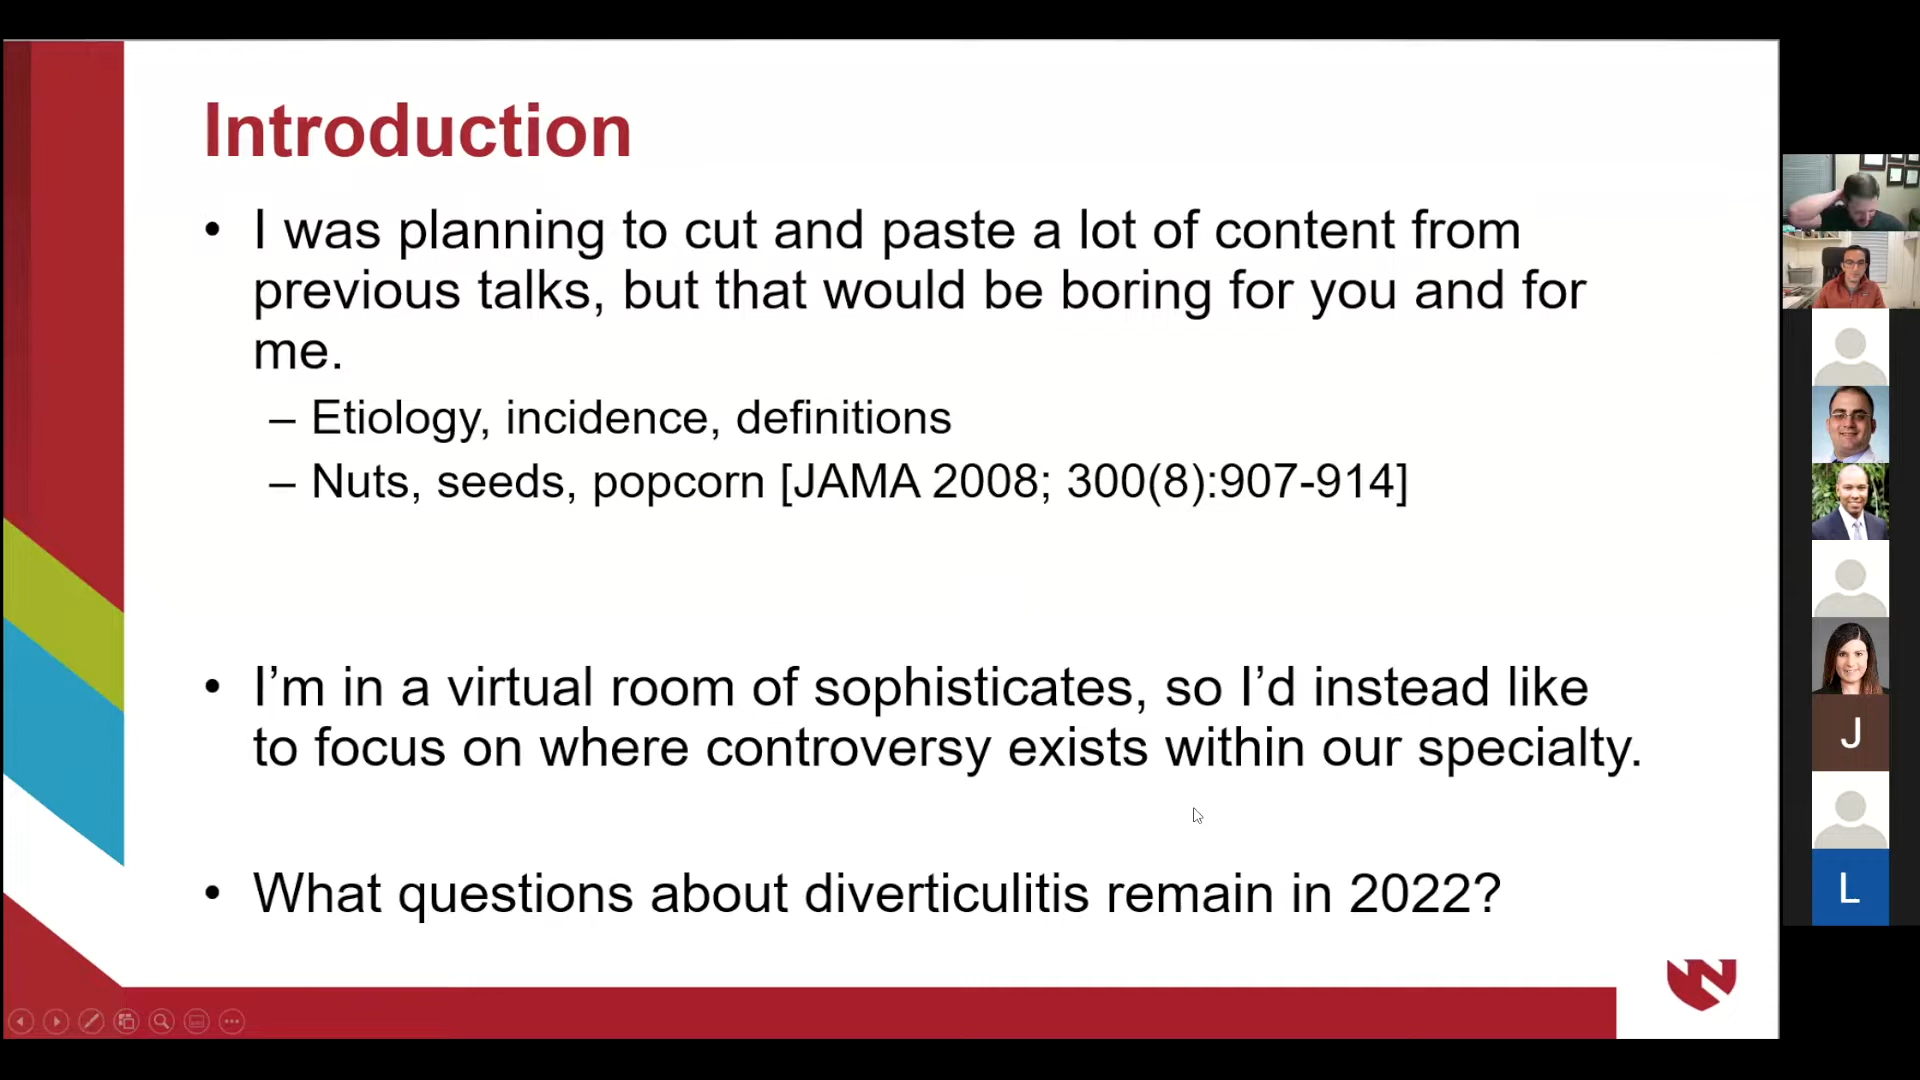 Introduction
• I was planning to cut and paste a lot of content from
previous talks, but that would be boring for you and for
me.
– Etiology, incidence, definitions
– Nuts, seeds, popcorn [JAMA 2008; 300(8):907-914]
• I’m in a virtual room of sophisticates, so I’d instead like
to focus on where controversy exists within our specialty.
• What questions about diverticulitis remain in 2022?
J
L
N